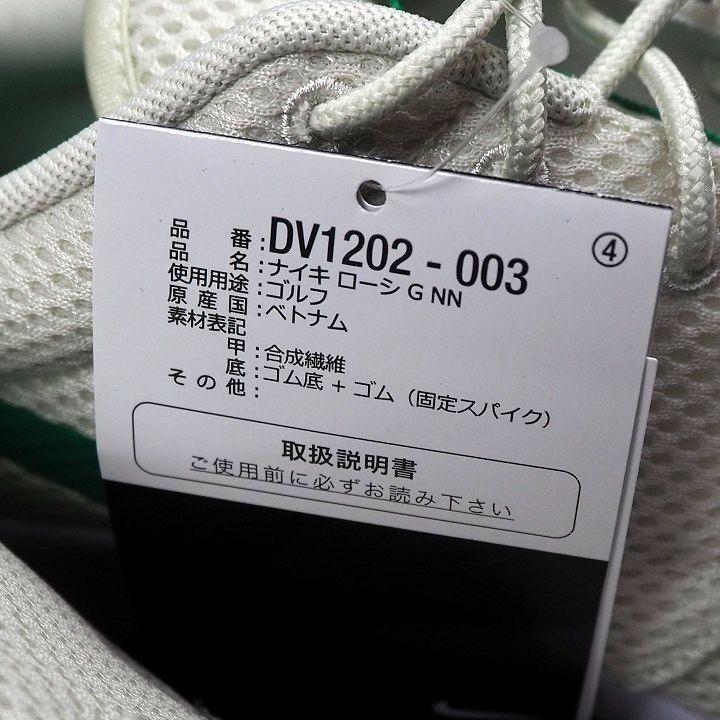 品 番 : DV1202 - 003
④
品 名 : ナイキ ローシ G NN
使用用途 : ゴルフ
原 産 国 : ベトナム
素材表記
甲 : 合成繊維
底 : ゴム底 + ゴム（固定スパイク）
そ の 他 :
取扱説明書
ご使用前に必ずお読み下さい